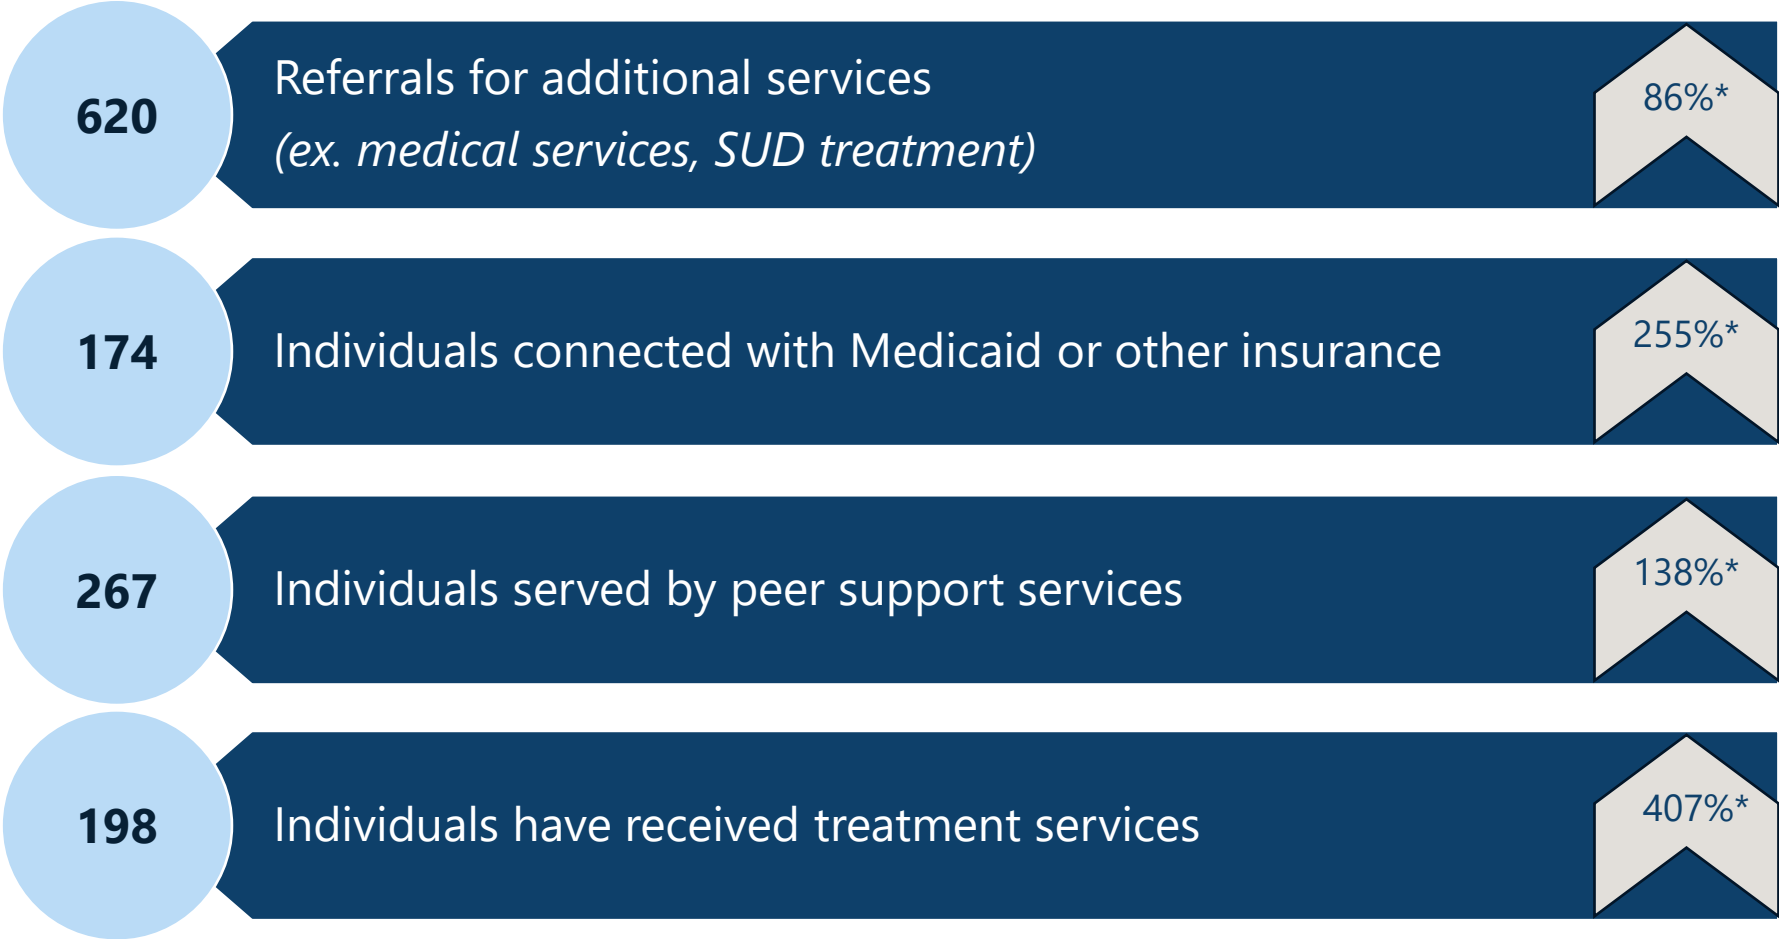 620
Referrals for additional services
(ex. medical services, SUD treatment)
86%*
174
Individuals connected with Medicaid or other insurance
255%*
267
Individuals served by peer support services
138%*
198
Individuals have received treatment services
407%*